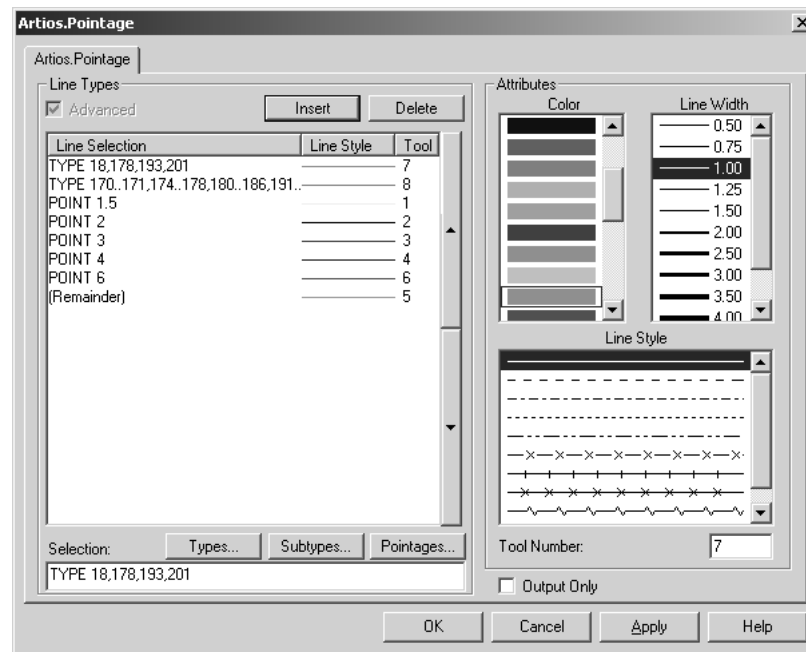 Artios.Pointage
Artios.Pointage
Line Types
Advanced
Insert
Delete
Line Selection Line Style Tool
TYPE 18,178,193,201 7
TYPE 170..171,174..178,180..186,191.. 8
POINT 1.5 1
POINT 2 2
POINT 3 3
POINT 4 4
POINT 6 6
(Remainder) 5
Selection:
Types...
Subtypes...
Pointages...
TYPE 18,178,193,201
Attributes
Color
Line Width
0.50
0.75
1.00
1.25
1.50
2.00
2.50
3.00
3.50
4.00
Line Style
Tool Number: 7
Output Only
OK
Cancel
Apply
Help